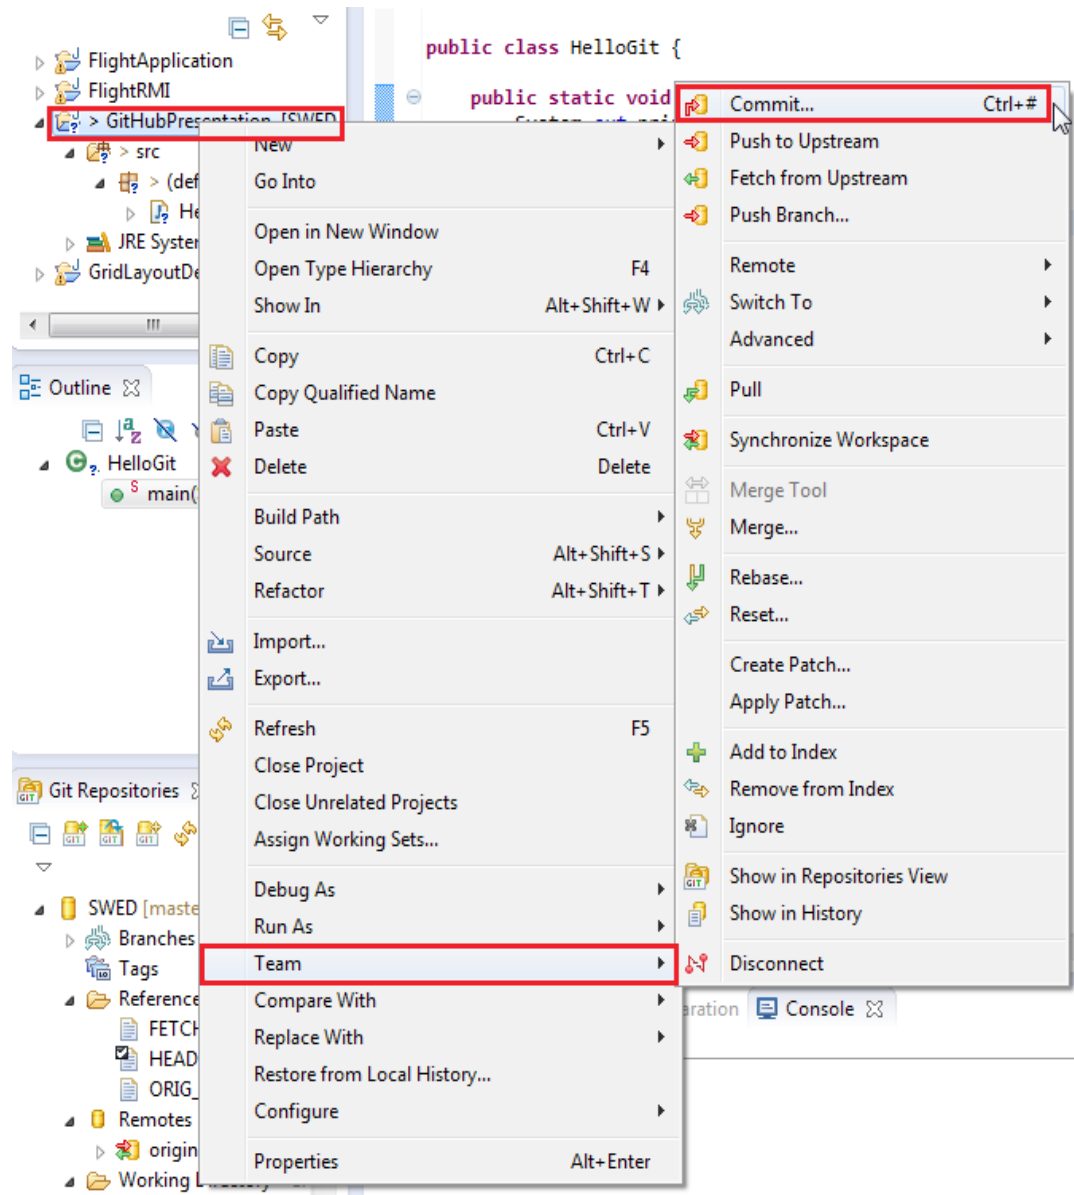 public class HelloGit {
FlightApplication
FlightRMI
public static void
> GitHubPresentation [SWED
> src
> (def
He
JRE System
GridLayoutDe
Outline
HelloGit
main(
Git Repositories
SWED [maste
Branches
Tags
Reference
FETCH
HEAD
ORIG_
Remotes
origin
Working
New
Go Into
Open in New Window
Open Type Hierarchy F4
Show In Alt+Shift+W
Copy Ctrl+C
Copy Qualified Name
Paste Ctrl+V
Delete Delete
Build Path
Source Alt+Shift+S
Refactor Alt+Shift+T
Import...
Export...
Refresh F5
Close Project
Close Unrelated Projects
Assign Working Sets...
Debug As
Run As
Team
Compare With
Replace With
Restore from Local History...
Configure
Properties Alt+Enter
Commit... Ctrl+#
Push to Upstream
Fetch from Upstream
Push Branch...
Remote
Switch To
Advanced
Pull
Synchronize Workspace
Merge Tool
Merge...
Rebase...
Reset...
Create Patch...
Apply Patch...
Add to Index
Remove from Index
Ignore
Show in Repositories View
Show in History
Disconnect
aration Console